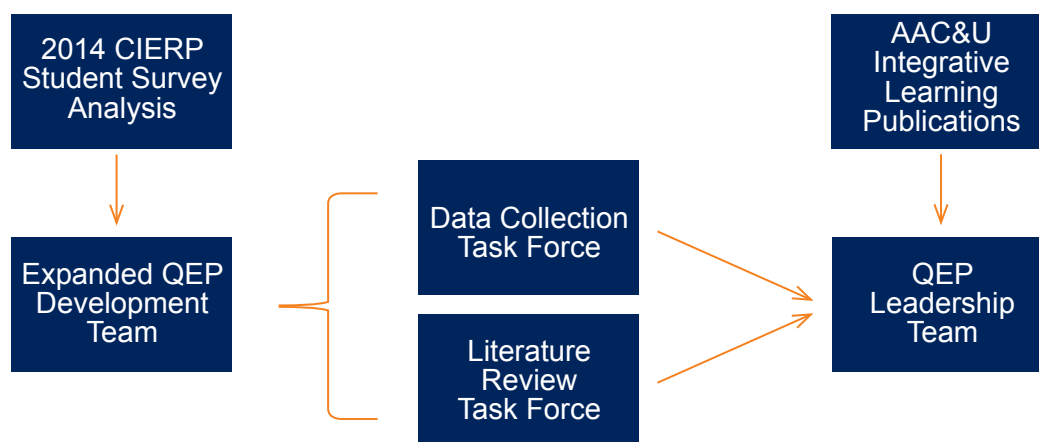 2014 CIERP
Student Survey
Analysis
AAC&U
Integrative
Learning
Publications
Data Collection
Task Force
Expanded QEP
Development
Team
QEP
Leadership
Team
Literature
Review
Task Force